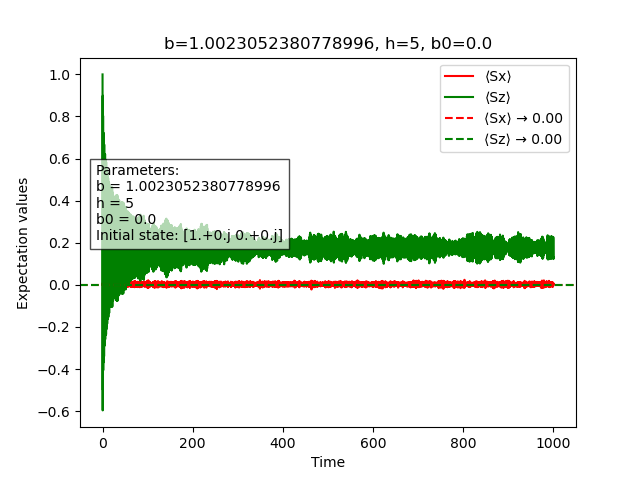 b=1.0023052380778996, h=5, b0=0.0
⟨Sx⟩
⟨Sz⟩
⟨Sx⟩ → 0.00
⟨Sz⟩ → 0.00
Parameters:
b = 1.0023052380778996
h = 5
b0 = 0.0
Initial state: [1.+0.j 0.+0.j]
Expectation values
1.0
0.8
0.6
0.4
0.2
0.0
−0.2
−0.4
−0.6
0 200 400 600 800 1000
Time